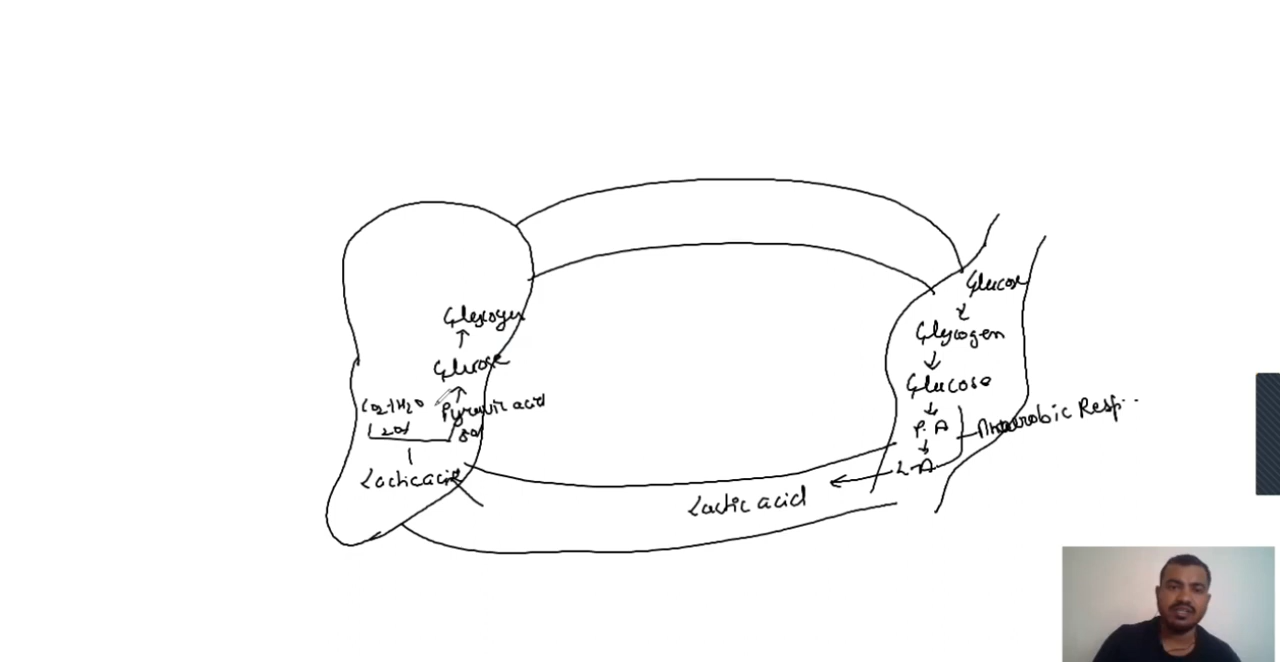 Glycogen
↑
Glucose
↑
CO2+H2O
Pyruvic acid
20%
80%
Lactic acid
Glucose
↓
Glycogen
↓
Glucose
↓
P.A
↓
L.A
Anaerobic Resp..
Lactic acid